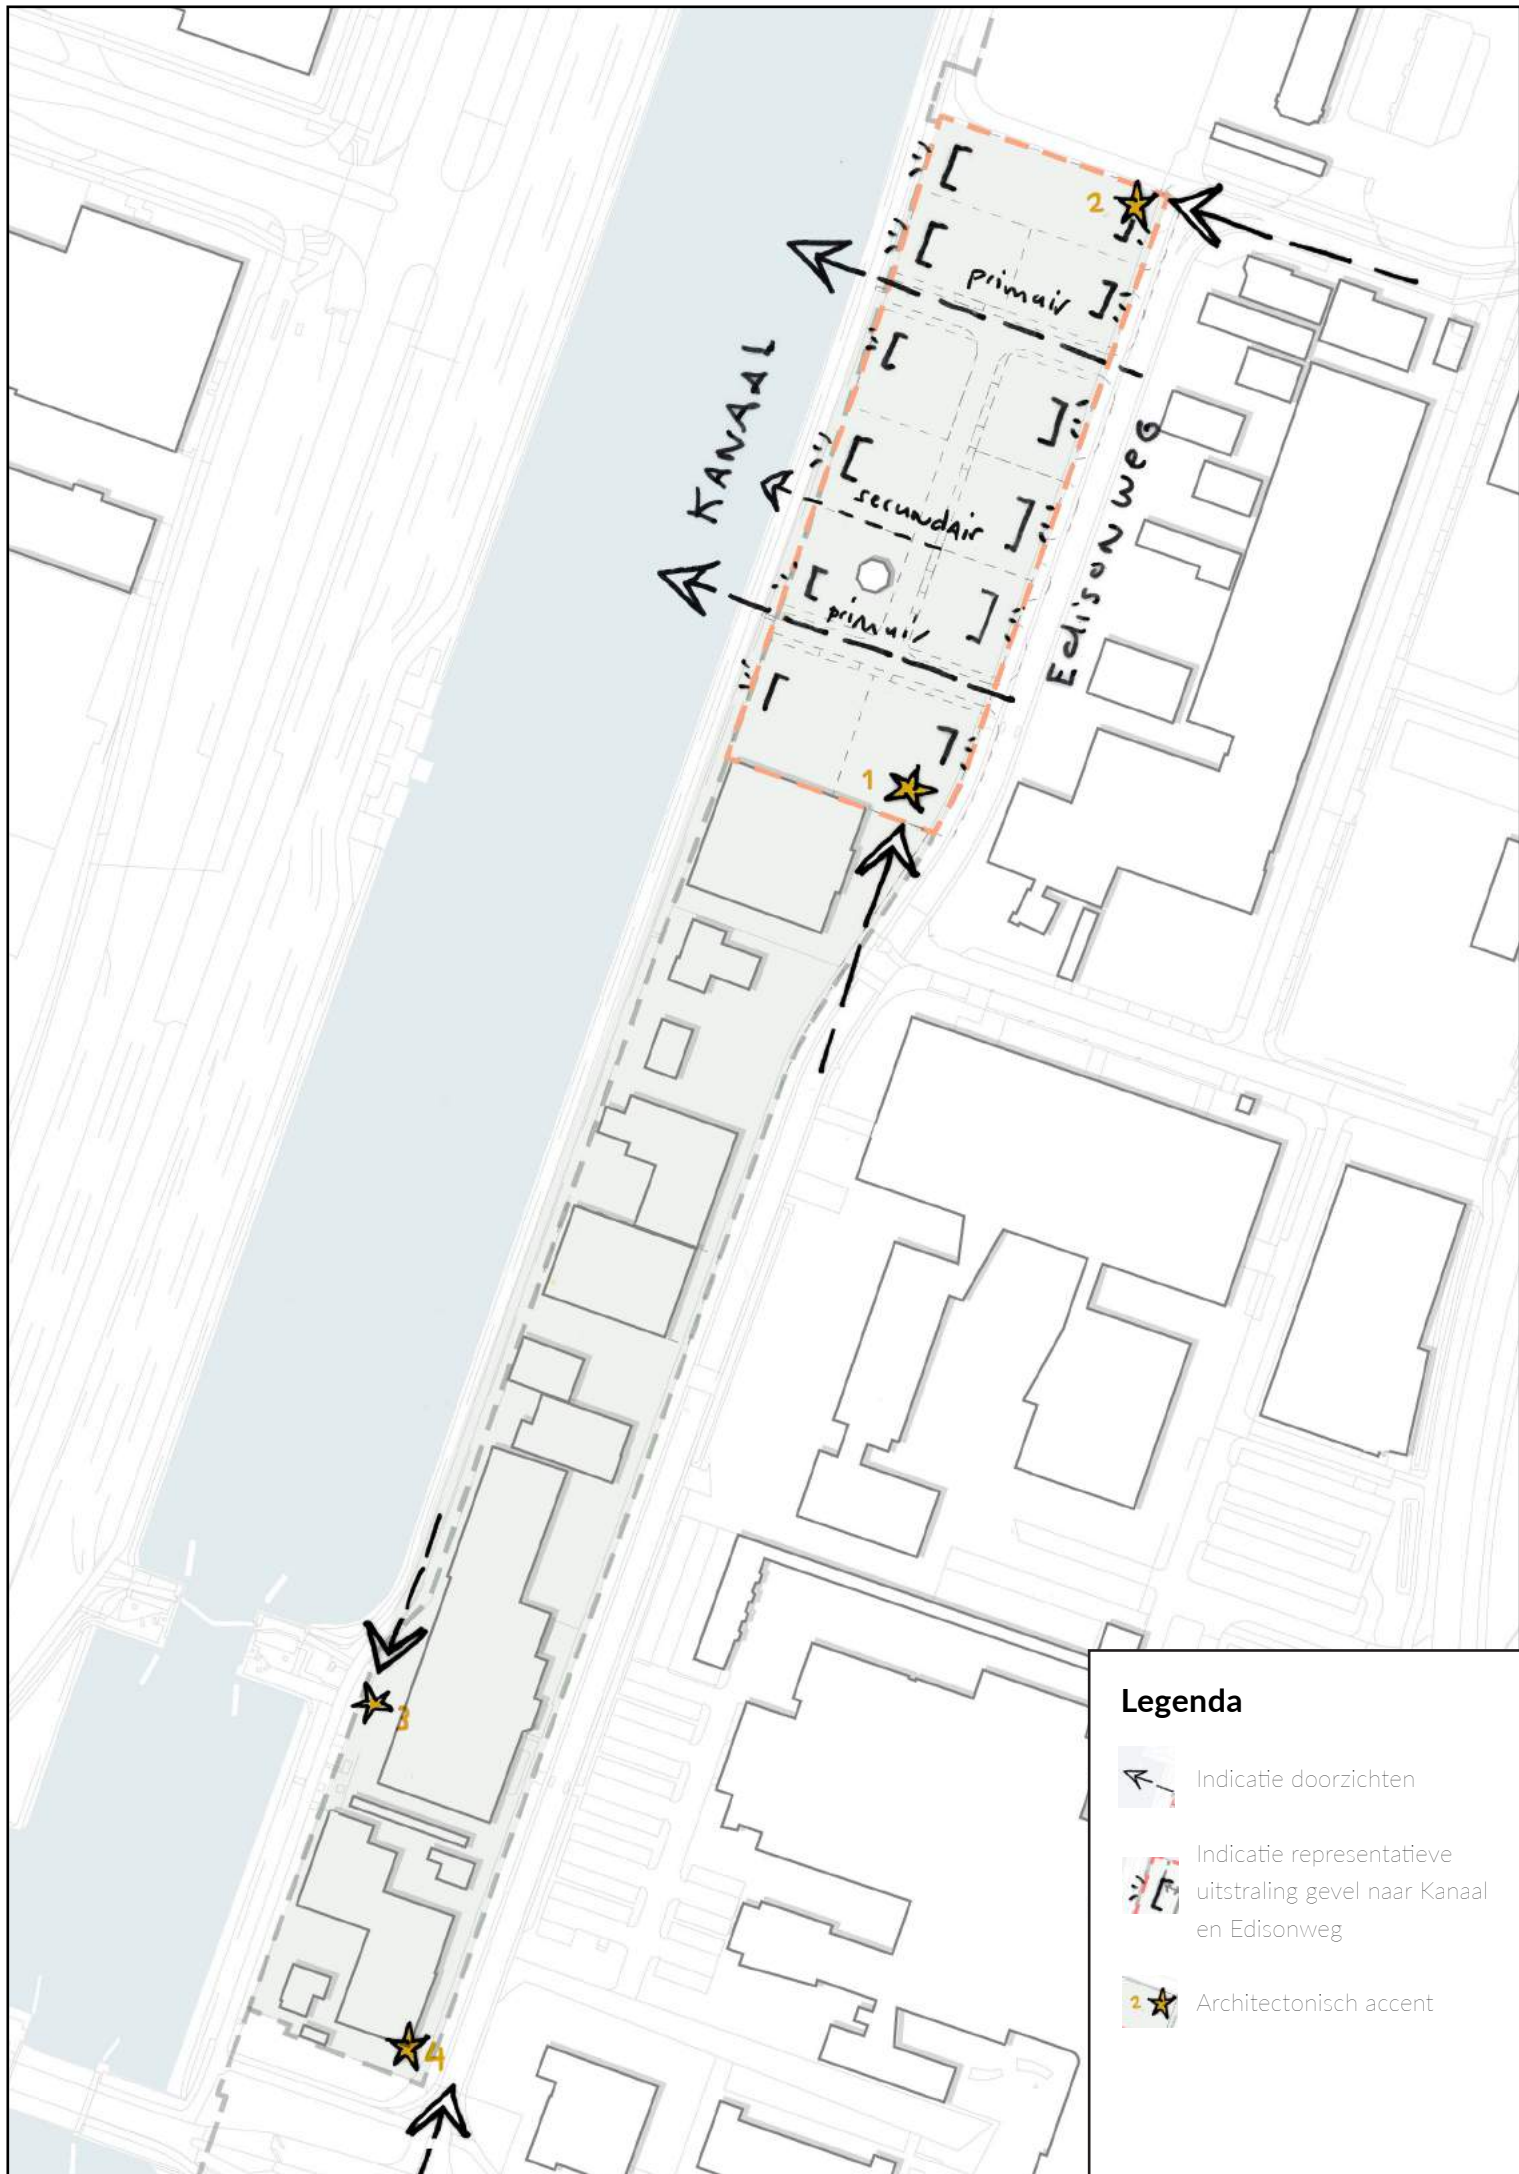 2
primair
KANAAL
secundair
Edisonweg
primair
1
3
4
Legenda
Indicatie doorzichten
Indicatie representatieve
uitstraling gevel naar Kanaal
en Edisonweg
2
Architectonisch accent